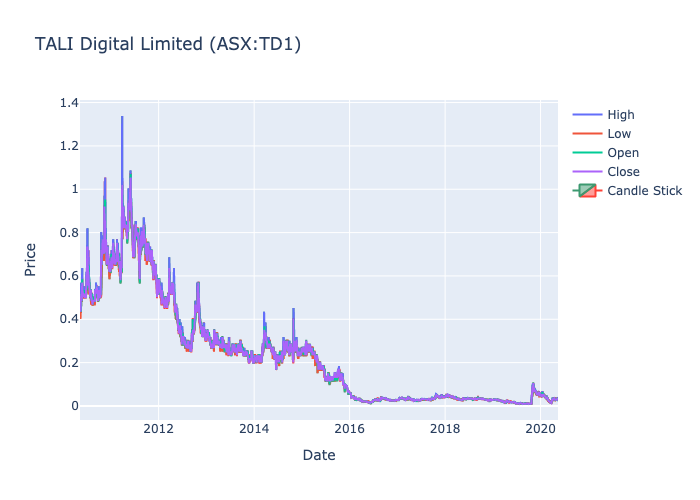 TALI Digital Limited (ASX:TD1)
1.4
1.2
1
0.8
0.6
0.4
0.2
0
Price
2012
2014
2016
2018
2020
Date
High
Low
Open
Close
Candle Stick